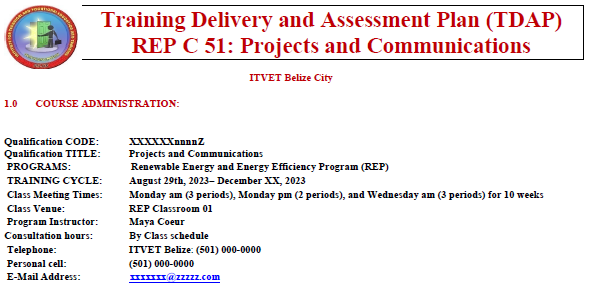 Training Delivery and Assessment Plan (TDAP)
REP C 51: Projects and Communications
ITVET Belize City
1.0 COURSE ADMINISTRATION:
Qualification CODE: XXXXXXnnnnZ
Qualification TITLE: Projects and Communications
PROGRAMS: Renewable Energy and Energy Efficiency Program (REP)
TRAINING CYCLE: August 29th, 2023– December XX, 2023
Class Meeting Times: Monday am (3 periods), Monday pm (2 periods), and Wednesday am (3 periods) for 10 weeks
Class Venue: REP Classroom 01
Program Instructor: Maya Coeur
Consultation hours: By Class schedule
Telephone: ITVET Belize: (501) 000-0000
Personal cell: (501) 000-0000
E-Mail Address: xxxxxxx@zzzzz.com